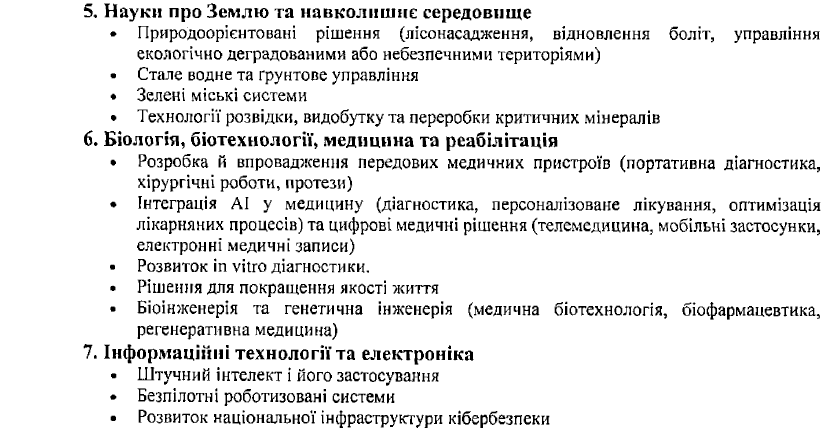 5. Науки про Землю та навколишнє середовище
• Природоорієнтовані рішення (лісонасадження, відновлення боліт, управління
екологічно деградованими або небезпечними територіями)
• Стале водне та ґрунтове управління
• Зелені міські системи
• Технології розвідки, видобутку та переробки критичних мінералів
6. Біологія, біотехнології, медицина та реабілітація
• Розробка й впровадження передових медичних пристроїв (портативна діагностика,
хірургічні роботи, протези)
• Інтеграція AI у медицину (діагностика, персоналізоване лікування, оптимізація
лікарняних процесів) та цифрові медичні рішення (телемедицина, мобільні застосунки,
електронні медичні записи)
• Розвиток in vitro діагностики.
• Рішення для покращення якості життя
• Біоінженерія та генетична інженерія (медична біотехнологія, біофармацевтика,
регенеративна медицина)
7. Інформаційні технології та електроніка
• Штучний інтелект і його застосування
• Безпілотні роботизовані системи
• Розвиток національної інфраструктури кібербезпеки